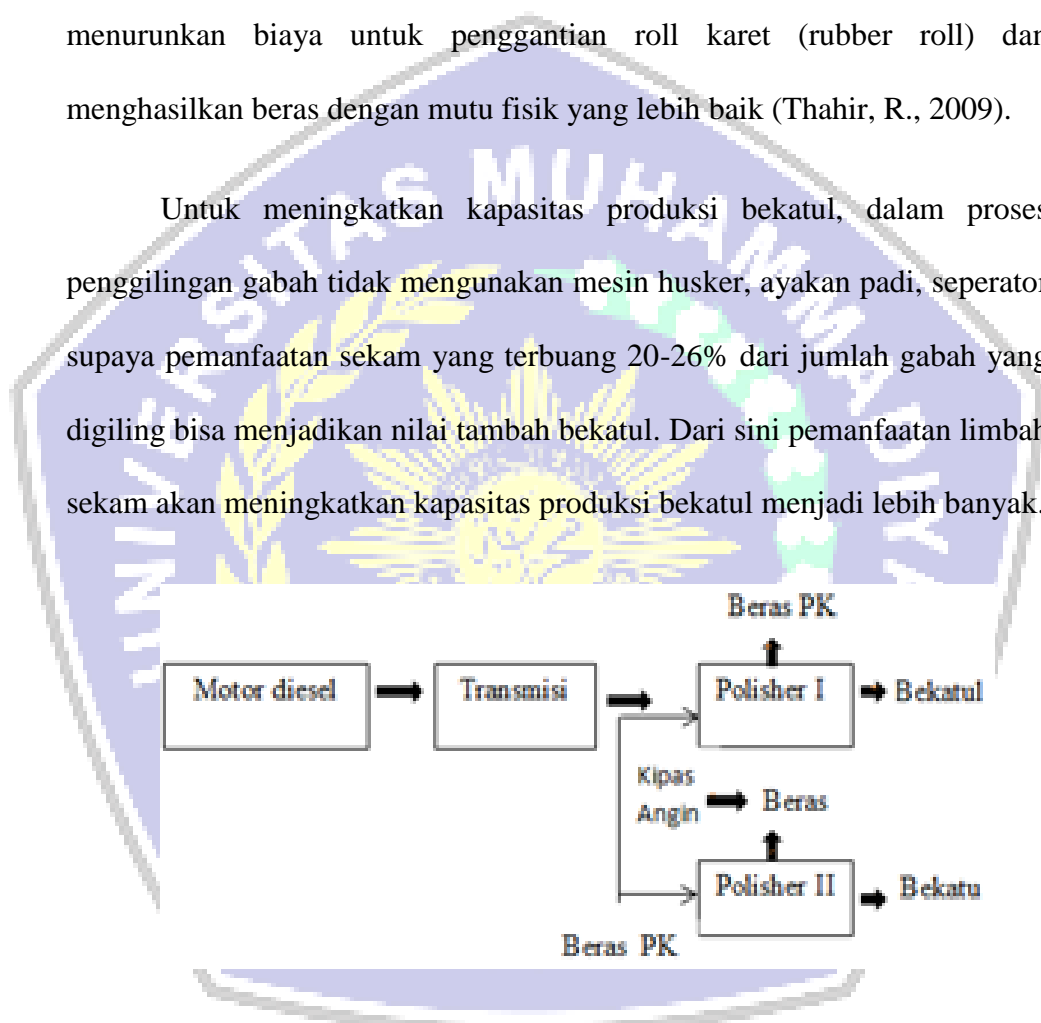 menurunkan biaya untuk penggantian roll karet (rubber roll) dan
menghasilkan beras dengan mutu fisik yang lebih baik (Thahir, R., 2009).
Untuk meningkatkan kapasitas produksi bekatul, dalam proses
penggilingan gabah tidak mengunakan mesin husker, ayakan padi, seperator
supaya pemanfaatan sekam yang terbuang 20-26% dari jumlah gabah yang
digiling bisa menjadikan nilai tambah bekatul. Dari sini pemanfaatan limbah
sekam akan meningkatkan kapasitas produksi bekatul menjadi lebih banyak.
UNIVERSITAS MUHAMMADIYA
Beras PK
Motor diesel
Transmisi
Polisher I
Bekatul
Kipas
Angin
Beras
Polisher II
Bekatu
Beras PK